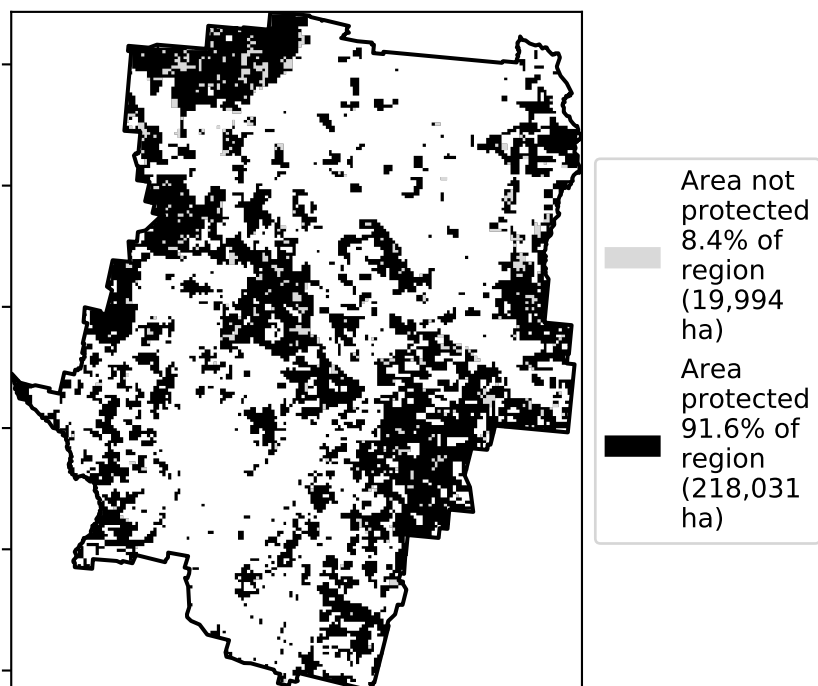 Area not
protected
8.4% of
region
(19,994
ha)
Area
protected
91.6% of
region
(218,031
ha)